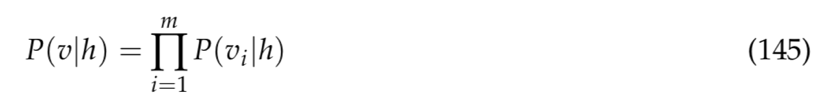 P(v|h) = ∏_{i=1}^{m} P(v_i|h) (145)